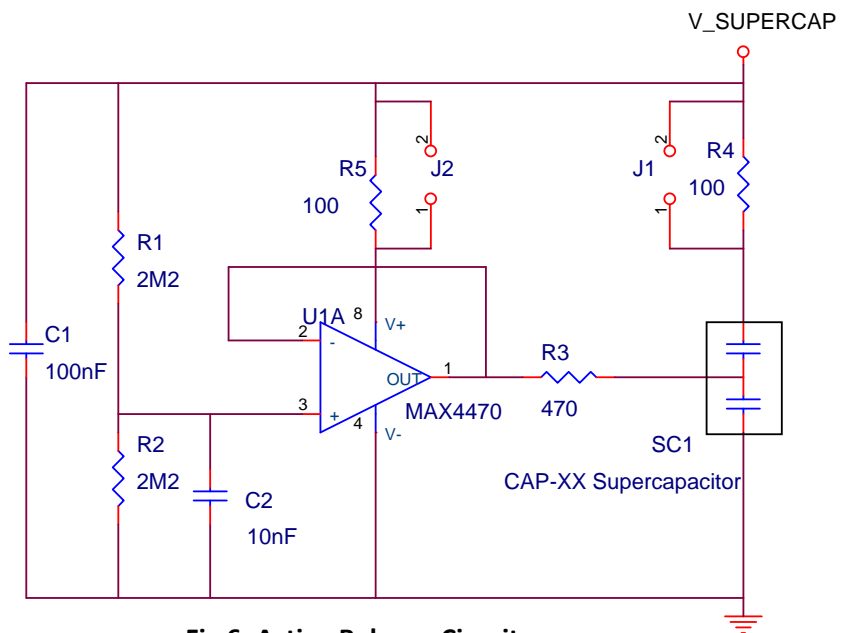 V_SUPERCAP
2
J2
1
R5
100
2
J1
1
R4
100
R1
2M2
C1
100nF
U1A
8
V+
2
-
OUT
1
3
+
4
V-
MAX4470
R3
470
R2
2M2
C2
10nF
SC1
CAP-XX Supercapacitor